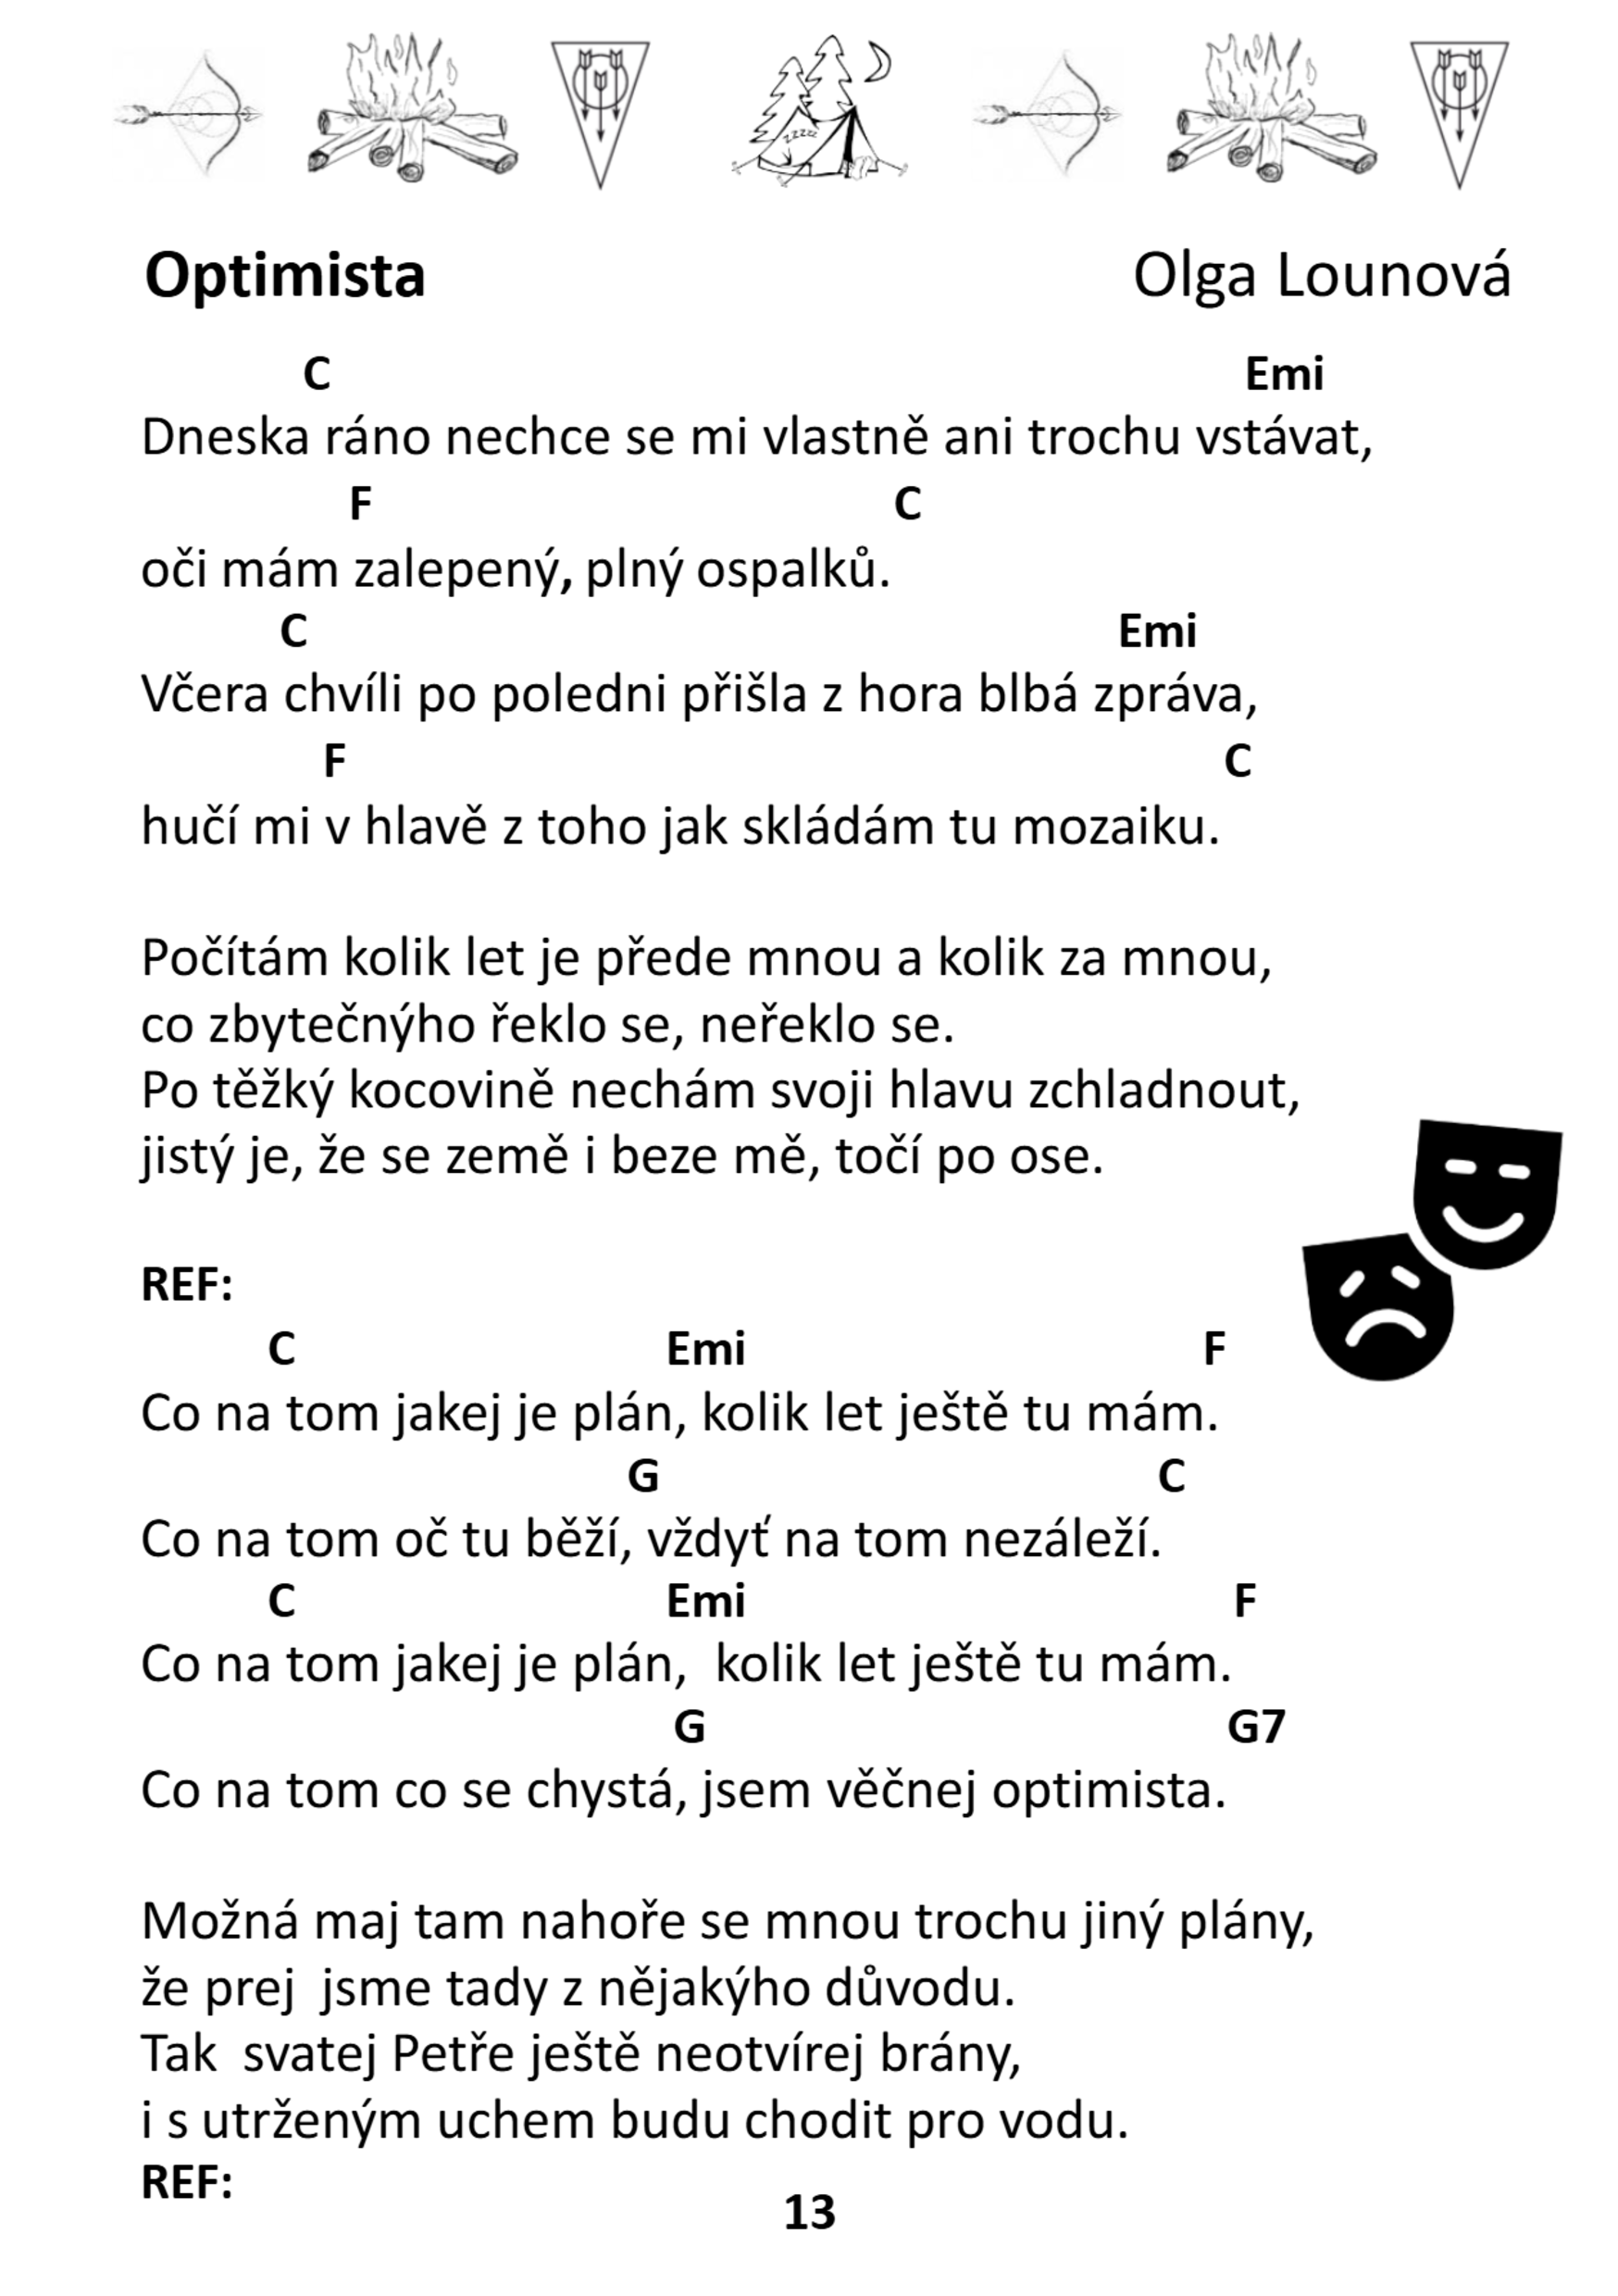 zzzzz
Optimista Olga Lounová
C Emi
Dneska ráno nechce se mi vlastně ani trochu vstávat,
F C
oči mám zalepený, plný ospalků.
C Emi
Včera chvíli po poledni přišla z hora blbá zpráva,
F C
hučí mi v hlavě z toho jak skládám tu mozaiku.
Počítám kolik let je přede mnou a kolik za mnou,
co zbytečnýho řeklo se, neřeklo se.
Po těžký kocovině nechám svoji hlavu zchladnout,
jistý je, že se země i beze mě, točí po ose.
REF:
C Emi F
Co na tom jakej je plán, kolik let ještě tu mám.
G C
Co na tom oč tu běží, vždyť na tom nezáleží.
C Emi F
Co na tom jakej je plán,  kolik let ještě tu mám.
G G7
Co na tom co se chystá, jsem věčnej optimista.
Možná maj tam nahoře se mnou trochu jiný plány,
že prej  jsme tady z nějakýho důvodu.
Tak  svatej Petře ještě neotvírej brány,
i s utrženým uchem budu chodit pro vodu.
REF:
13